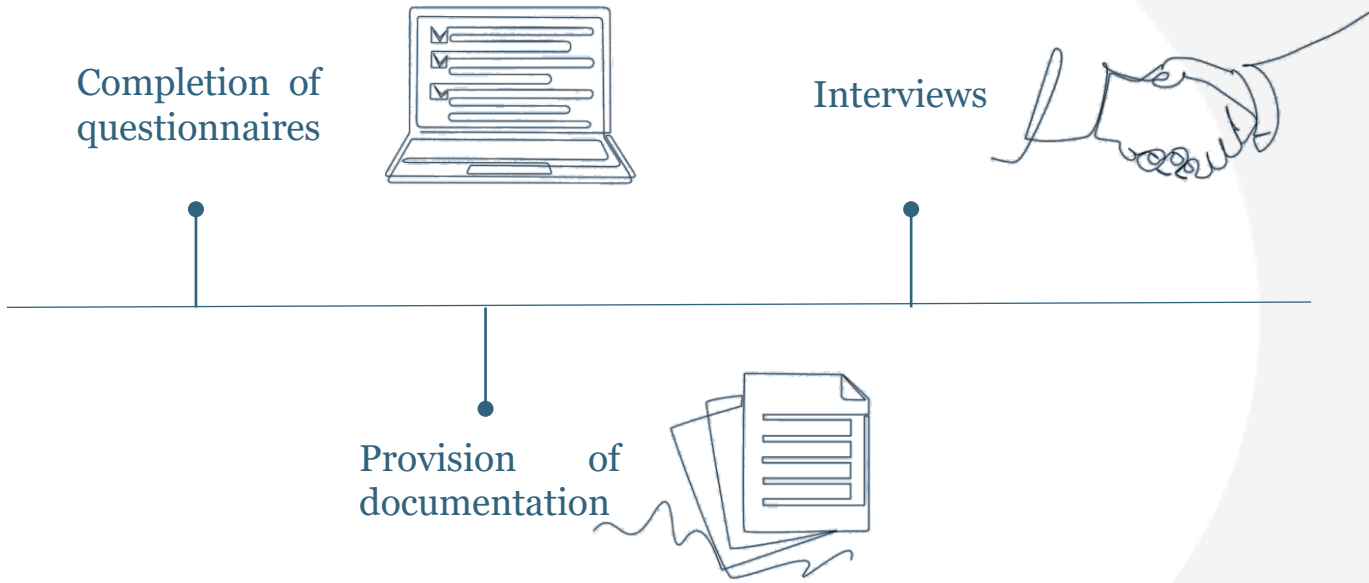 Completion of
questionnaires
Interviews
Provision of
documentation